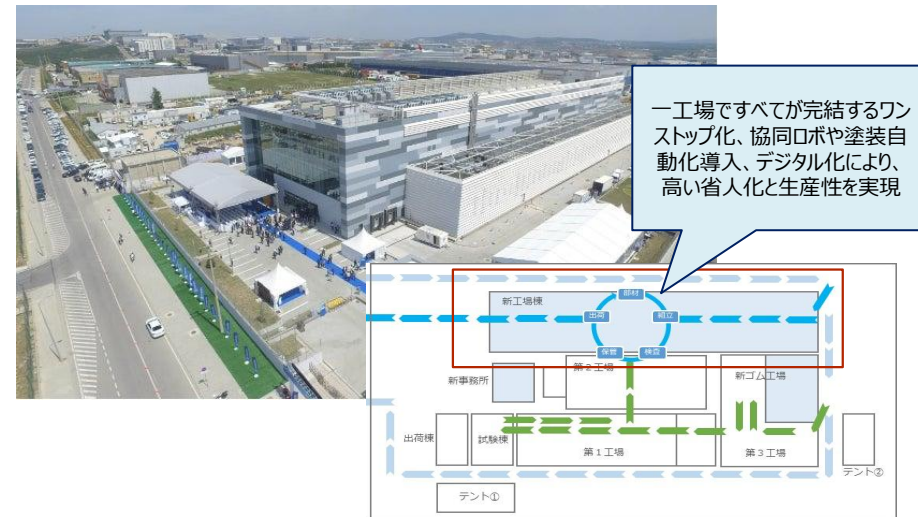 一工場ですべてが完結するワン
ストップ化、協同ロボや塗装自
動化導入、デジタル化により、
高い省人化と生産性を実現
部材
新工場棟
出荷
組立
保管
検査
第２工場
新事務所
新ゴム工場
出荷棟
試験棟
第１工場
第３工場
テント②
テント①